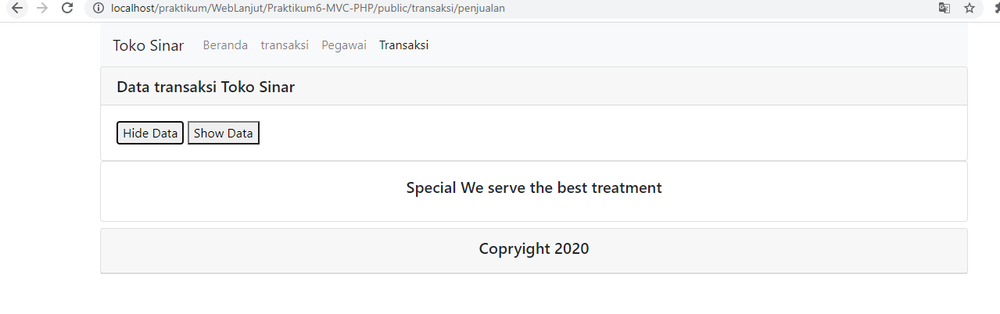 localhost/praktikum/WebLanjut/Praktikum6-MVC-PHP/public/transaksi/penjualan
Toko Sinar Beranda transaksi Pegawai Transaksi
Data transaksi Toko Sinar
Hide Data Show Data
Special We serve the best treatment
Copryight 2020